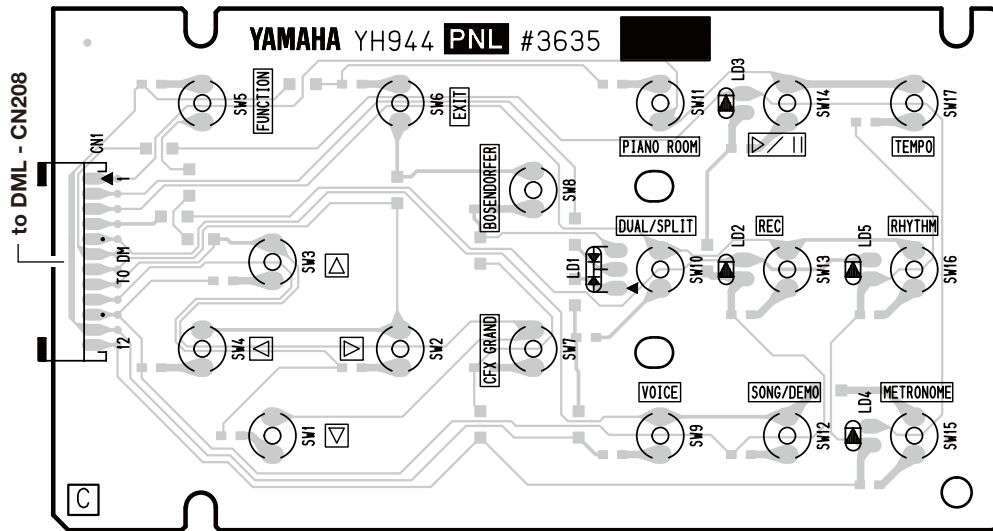 YAMAHA YH944 PNL #3635
to DML - CN208
CN1
1
TO DM
12
SW5
FUNCTION
SW6
EXIT
SW11
PIANO ROOM
LD3
SW14
▷/||
SW17
TEMPO
BOSENDORFER
SW8
SW3
△
LD1
DUAL/SPLIT
SW10
LD2
REC
SW13
LD5
RHYTHM
SW16
SW4
◁
▷
SW2
CFX GRAND
SW7
SW1
▽
VOICE
SW9
SONG/DEMO
SW12
LD4
METRONOME
SW15
C